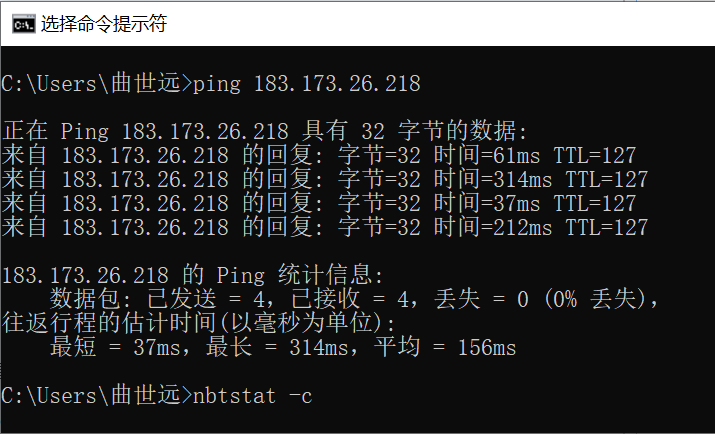 选择命令提示符
C:\Users\曲世远>ping 183.173.26.218
正在 Ping 183.173.26.218 具有 32 字节的数据:
来自 183.173.26.218 的回复: 字节=32 时间=61ms TTL=127
来自 183.173.26.218 的回复: 字节=32 时间=314ms TTL=127
来自 183.173.26.218 的回复: 字节=32 时间=37ms TTL=127
来自 183.173.26.218 的回复: 字节=32 时间=212ms TTL=127
183.173.26.218 的 Ping 统计信息:
数据包: 已发送 = 4，已接收 = 4，丢失 = 0 (0% 丢失)，
往返行程的估计时间(以毫秒为单位):
最短 = 37ms，最长 = 314ms，平均 = 156ms
C:\Users\曲世远>nbtstat -c